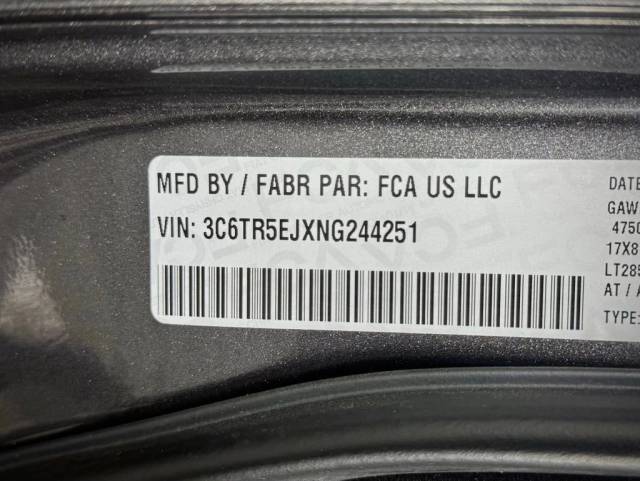 MFD BY / FABR PAR: FCA US LLC
VIN: 3C6TR5EJXNG244251
DATE
GAW
4750
17X8
LT285
AT / A
TYPE: